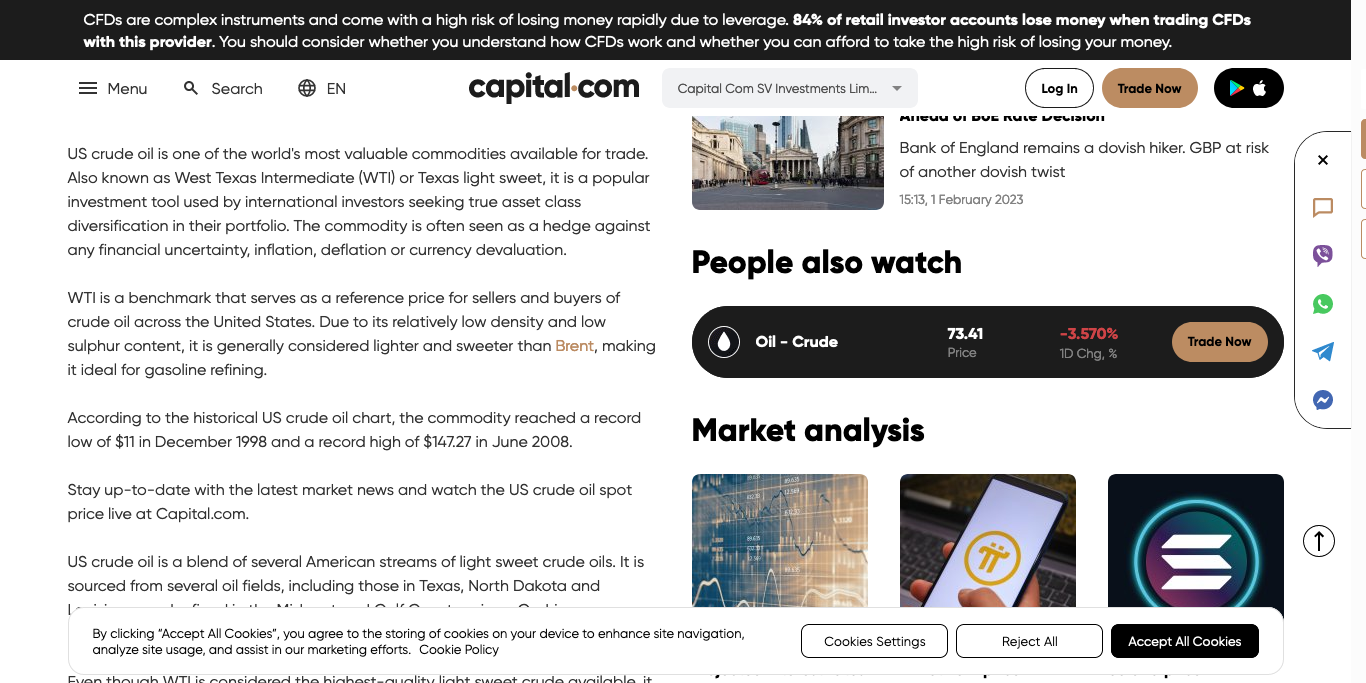 CFDs are complex instruments and come with a high risk of losing money rapidly due to leverage. 84% of retail investor accounts lose money when trading CFDs
with this provider. You should consider whether you understand how CFDs work and whether you can afford to take the high risk of losing your money.
Menu Search EN capital.com Capital Com SV Investments Lim... Log In Trade Now
US crude oil is one of the world's most valuable commodities available for trade.
Also known as West Texas Intermediate (WTI) or Texas light sweet, it is a popular
investment tool used by international investors seeking true asset class
diversification in their portfolio. The commodity is often seen as a hedge against
any financial uncertainty, inflation, deflation or currency devaluation.
WTI is a benchmark that serves as a reference price for sellers and buyers of
crude oil across the United States. Due to its relatively low density and low
sulphur content, it is generally considered lighter and sweeter than Brent, making
it ideal for gasoline refining.
According to the historical US crude oil chart, the commodity reached a record
low of $11 in December 1998 and a record high of $147.27 in June 2008.
Stay up-to-date with the latest market news and watch the US crude oil spot
price live at Capital.com.
US crude oil is a blend of several American streams of light sweet crude oils. It is
sourced from several oil fields, including those in Texas, North Dakota and
Even though WTI is considered the highest-quality light sweet crude available, it
Ahead of BoE Rate Decision
Bank of England remains a dovish hiker. GBP at risk
of another dovish twist
15:13, 1 February 2023
People also watch
Oil - Crude
73.41
Price
-3.570%
1D Chg, %
Trade Now
Market analysis
By clicking “Accept All Cookies”, you agree to the storing of cookies on your device to enhance site navigation,
analyze site usage, and assist in our marketing efforts. Cookie Policy
Cookies Settings
Reject All
Accept All Cookies